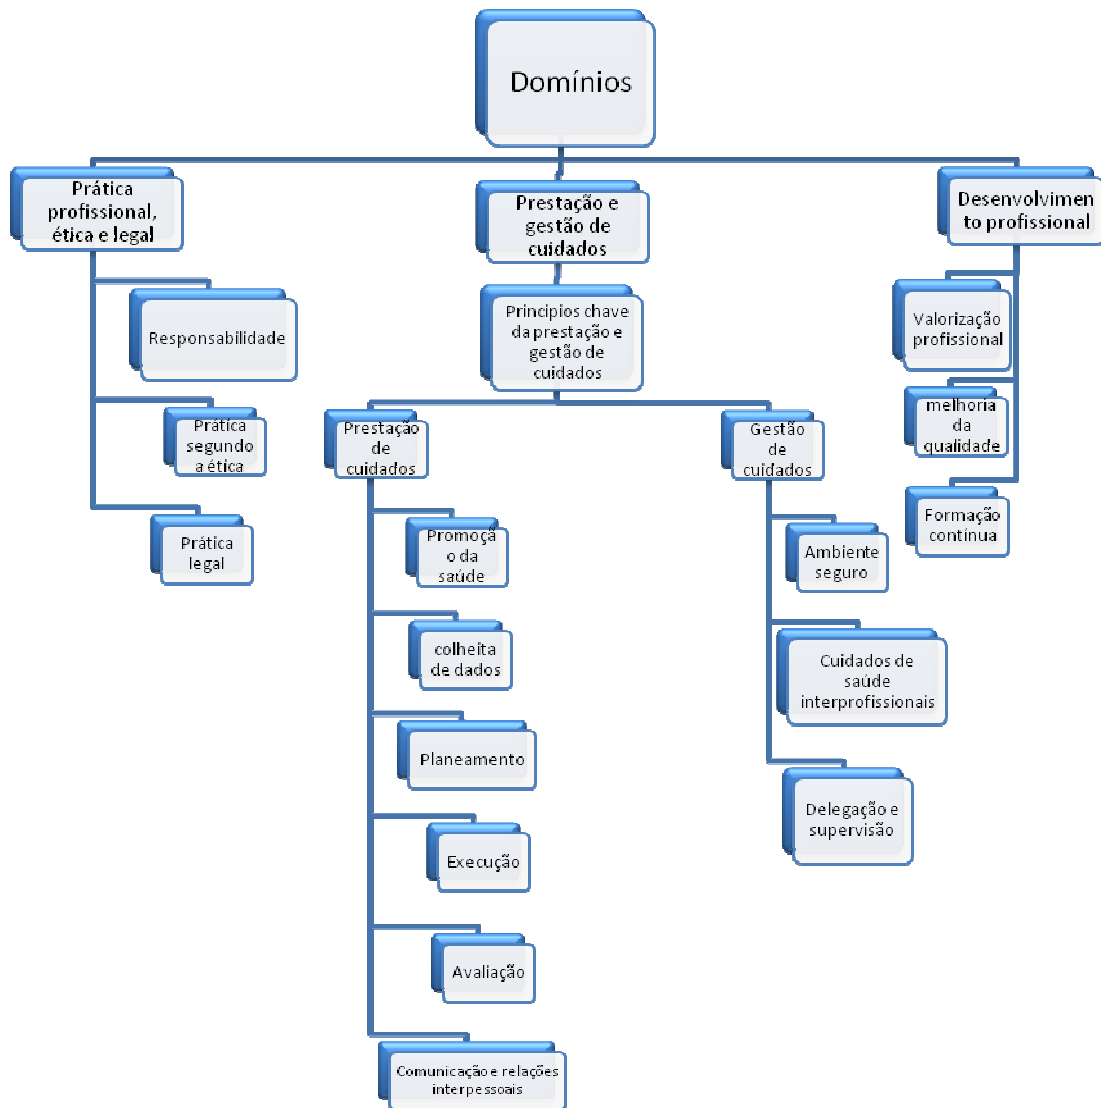 Domínios
Prática
profissional,
ética e legal
Responsabilidade
Prática
segundo
a ética
Prática
legal
Prestação e
gestão de
cuidados
Principios chave
da prestação e
gestão de
cuidados
Prestação
de
cuidados
Promoçã
o da
saúde
colheita
de dados
Planeamento
Execução
Avaliação
Comunicação e relações
interpessoais
Gestão
de
cuidados
Ambiente
seguro
Cuidados de
saúde
interprofissionais
Delegação e
supervisão
Desenvolvimen
to profissional
Valorização
profissional
melhoria
da
qualidade
Formação
contínua